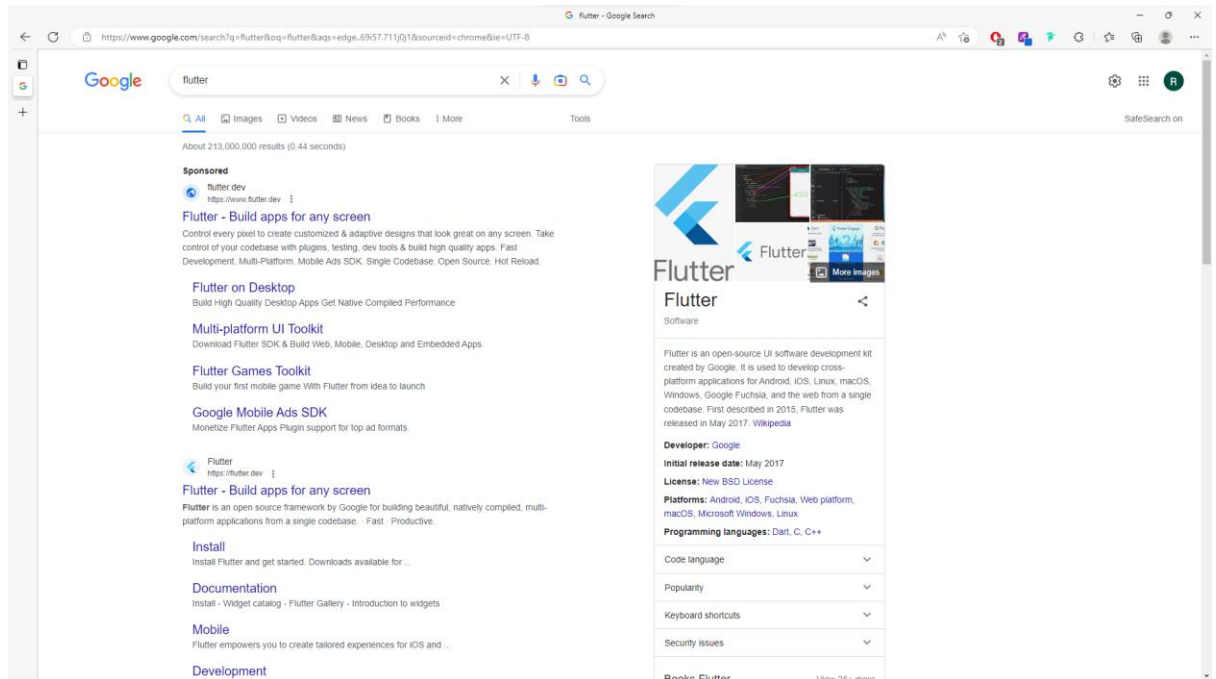 flutter - Google Search
https://www.google.com/search?q=flutter&oq=flutter&aqs=edge..69i57.711j0j1&sourceid=chrome&ie=UTF-8
Google
flutter
R
All Images Videos News Books More Tools
SafeSearch on
About 213,000,000 results (0.44 seconds)
Sponsored
flutter.dev
https://www.flutter.dev
Flutter - Build apps for any screen
Control every pixel to create customized & adaptive designs that look great on any screen. Take
control of your codebase with plugins, testing, dev tools & build high quality apps. Fast
Development. Multi-Platform. Mobile Ads SDK. Single Codebase. Open Source. Hot Reload.
Flutter on Desktop
Build High Quality Desktop Apps Get Native Compiled Performance
Multi-platform UI Toolkit
Download Flutter SDK & Build Web, Mobile, Desktop and Embedded Apps
Flutter Games Toolkit
Build your first mobile game With Flutter from idea to launch
Google Mobile Ads SDK
Monetize Flutter Apps Plugin support for top ad formats.
Flutter
https://flutter.dev
Flutter - Build apps for any screen
Flutter is an open source framework by Google for building beautiful, natively compiled, multi-
platform applications from a single codebase. · Fast · Productive.
Install
Install Flutter and get started. Downloads available for ...
Documentation
Install - Widget catalog - Flutter Gallery - Introduction to widgets
Mobile
Flutter empowers you to create tailored experiences for iOS and ...
Development
Flutter
Flutter
More images
Flutter
Software
Flutter is an open-source UI software development kit
created by Google. It is used to develop cross-
platform applications for Android, iOS, Linux, macOS,
Windows, Google Fuchsia, and the web from a single
codebase. First described in 2015, Flutter was
released in May 2017. Wikipedia
Developer: Google
Initial release date: May 2017
License: New BSD License
Platforms: Android, iOS, Fuchsia, Web platform,
macOS, Microsoft Windows, Linux
Programming languages: Dart, C, C++
Code language
Popularity
Keyboard shortcuts
Security issues
Books Flutter View 25+ more